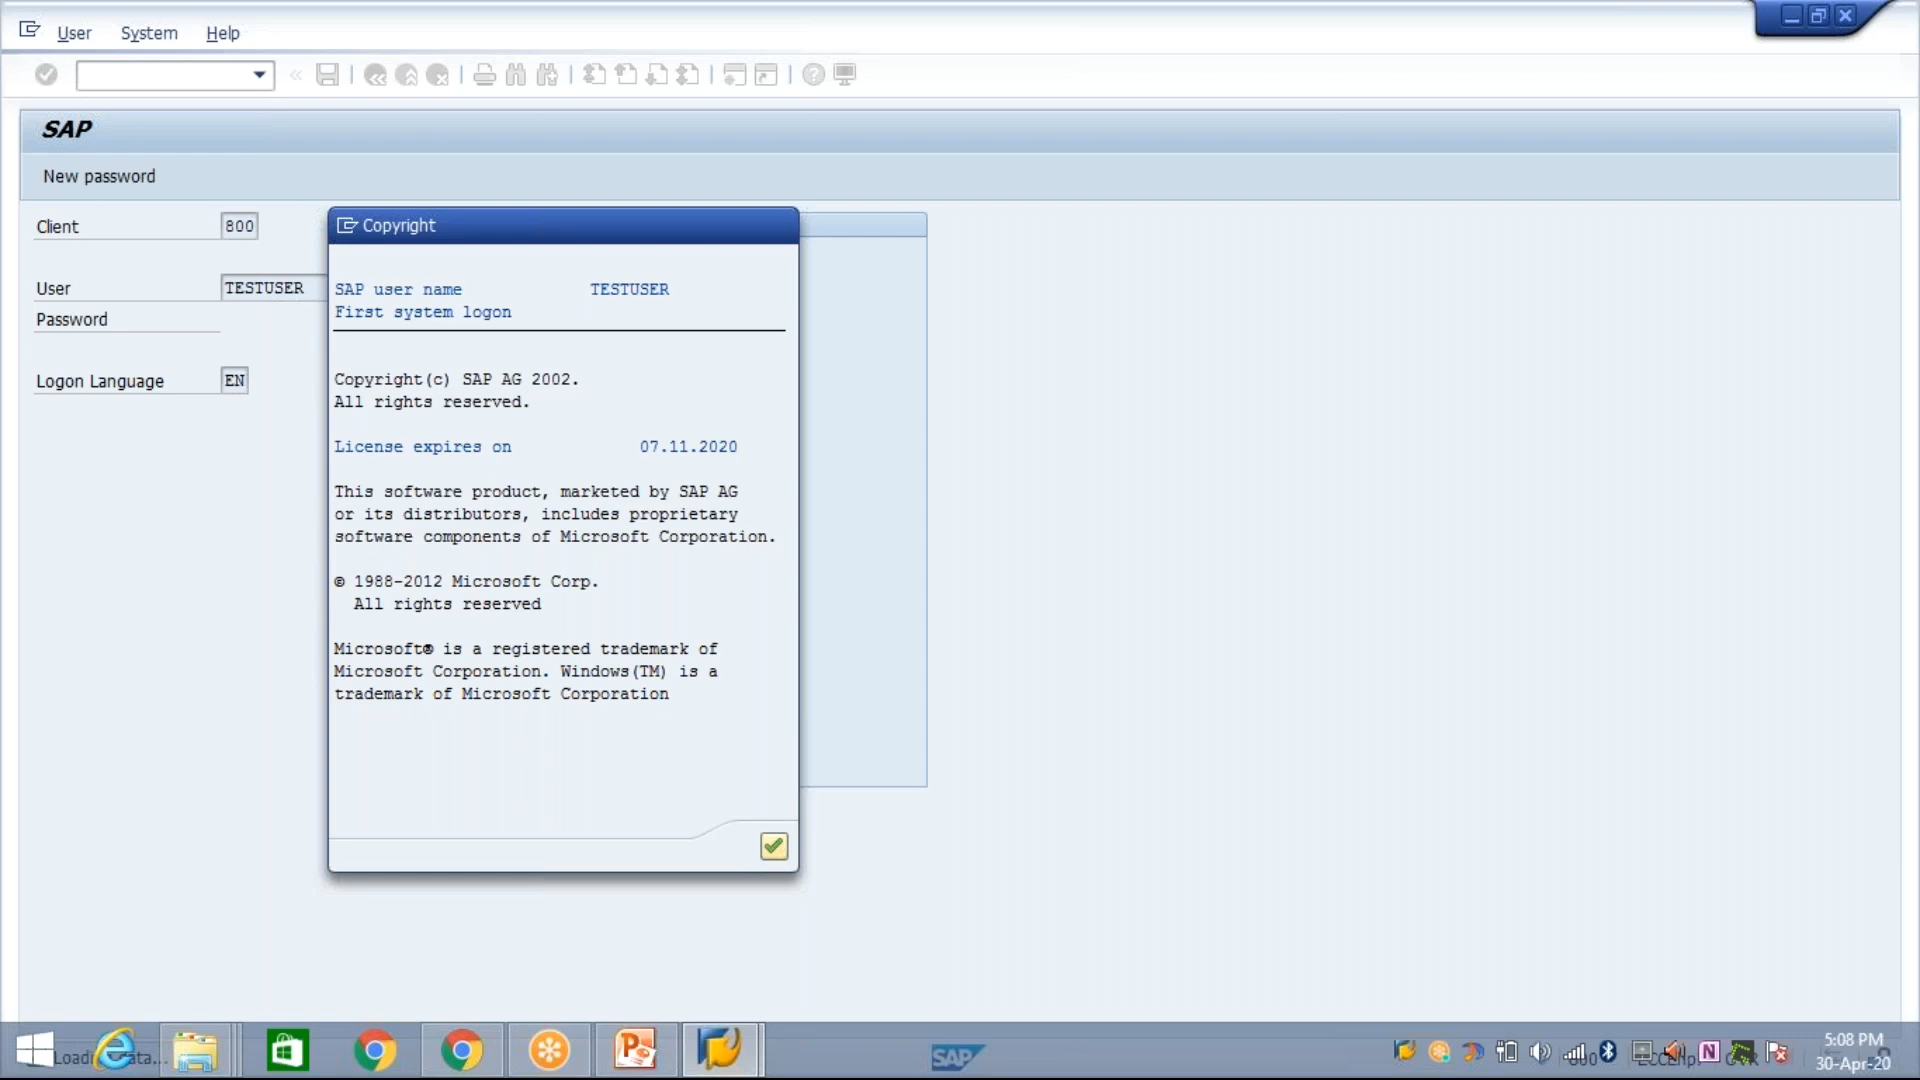 User System Help
SAP
New password
Client 800
User TESTUSER
Password
Logon Language EN
Copyright
SAP user name TESTUSER
First system logon
Copyright(c) SAP AG 2002.
All rights reserved.
License expires on 07.11.2020
This software product, marketed by SAP AG
or its distributors, includes proprietary
software components of Microsoft Corporation.
© 1988-2012 Microsoft Corp.
All rights reserved
Microsoft® is a registered trademark of
Microsoft Corporation. Windows(TM) is a
trademark of Microsoft Corporation
SAP
5:08 PM
30-Apr-20